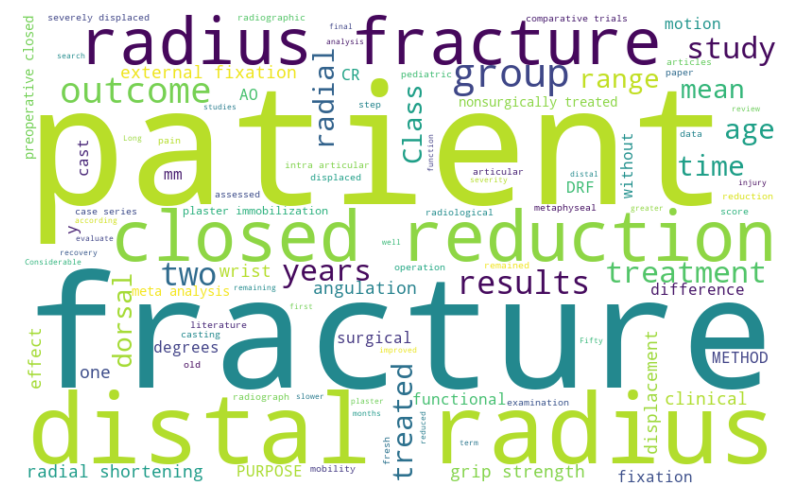 severely displaced
radiographic
final
comparative trials
motion
radius fracture
study
search
analysis
preoperative closed
external fixation
radial
CR
pediatric
group
range
articles
paper
mean
outcome
AO
step
Class
nonsurgically treated
studies
patient
review
age
data
without
time
Long
pain
cast
mm
intra articular
displaced
function
articular
severity
distal
DRF
injury
reduction
metaphyseal
assessed
y
case series
according
plaster immobilization
radiological
greater
score
evaluate
recovery
closed reduction
well
Considerable
two
wrist
years
operation
remained
results
treatment
dorsal
meta analysis
remaining
angulation
difference
fracture
first
effect
literature
casting
degrees
old
one
surgical
improved
Fifty
METHOD
displacement
distal radius
radiograph
slower
plaster
months
treated
functional
examination
clinical
fresh
reduced
term
radial shortening
PURPOSE
mobility
grip strength
fixation